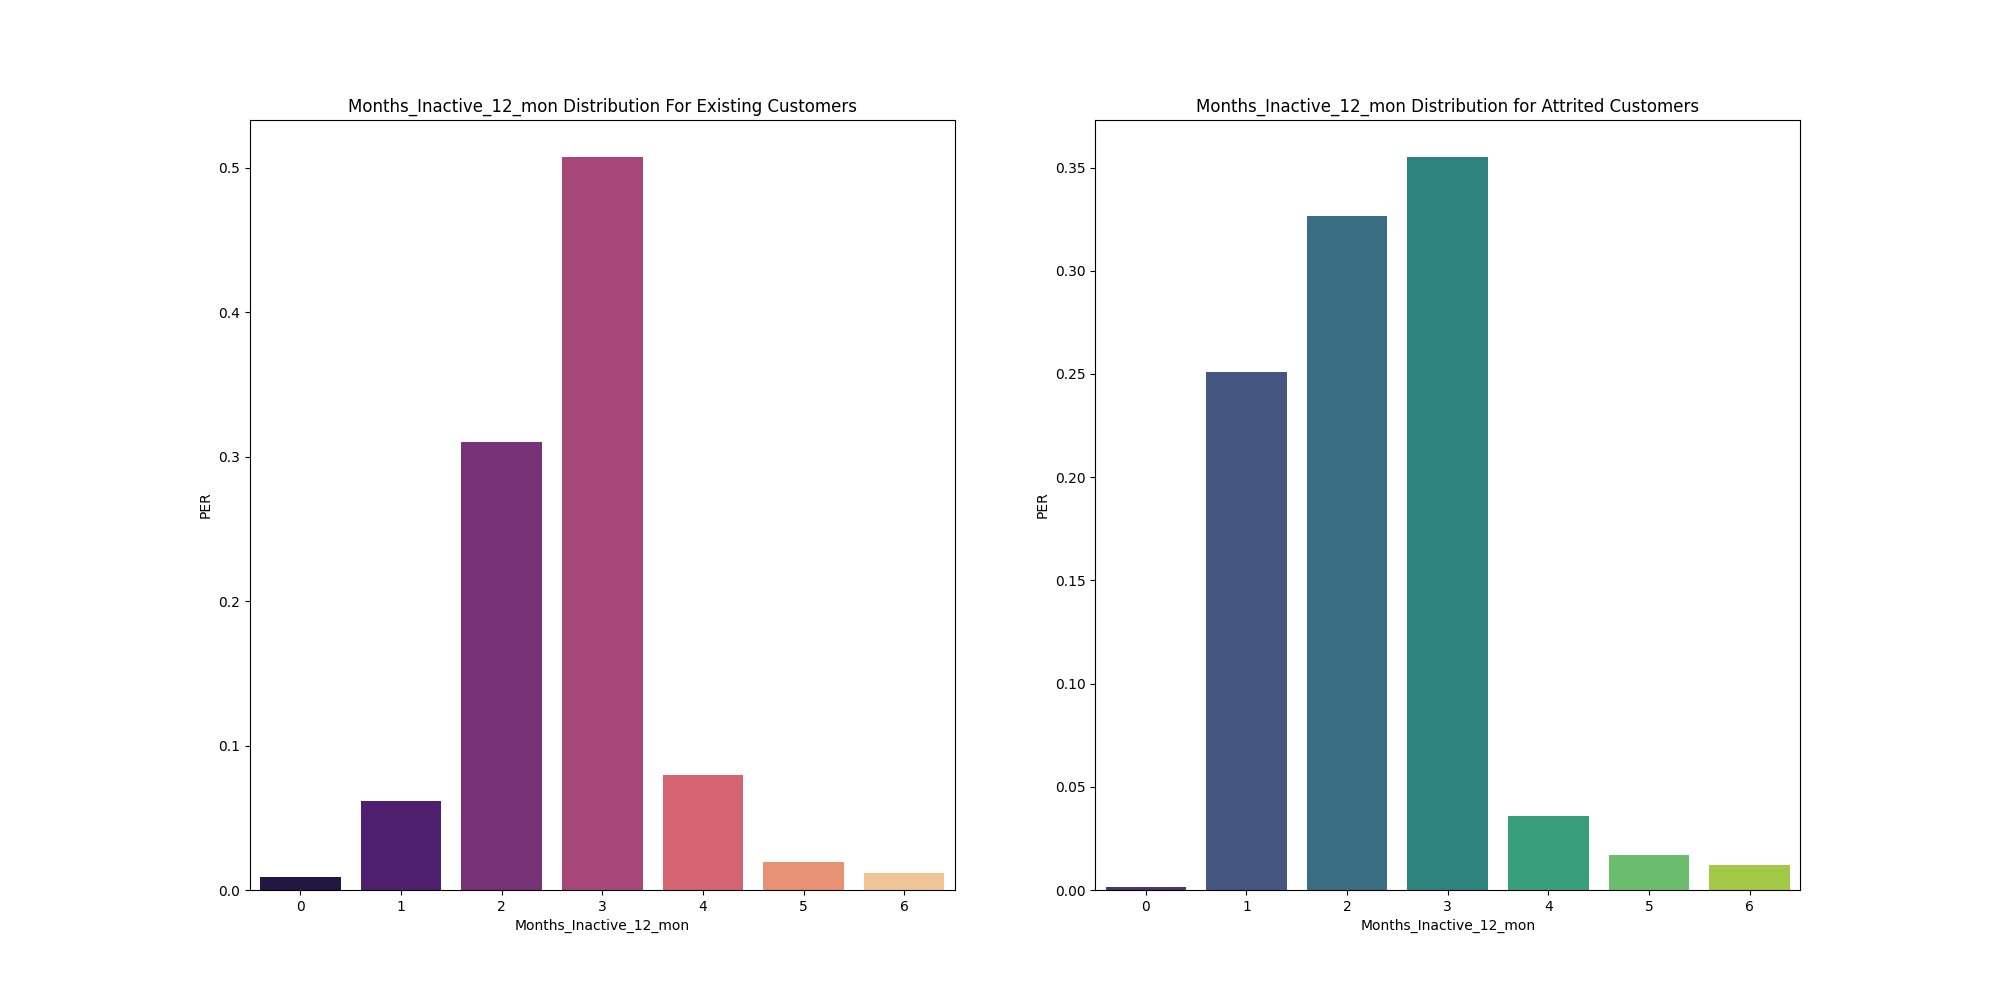 Months_Inactive_12_mon Distribution For Existing Customers
0.5
0.4
0.3
0.2
0.1
0.0
PER
0 1 2 3 4 5 6
Months_Inactive_12_mon
Months_Inactive_12_mon Distribution for Attrited Customers
0.35
0.30
0.25
0.20
0.15
0.10
0.05
0.00
PER
0 1 2 3 4 5 6
Months_Inactive_12_mon